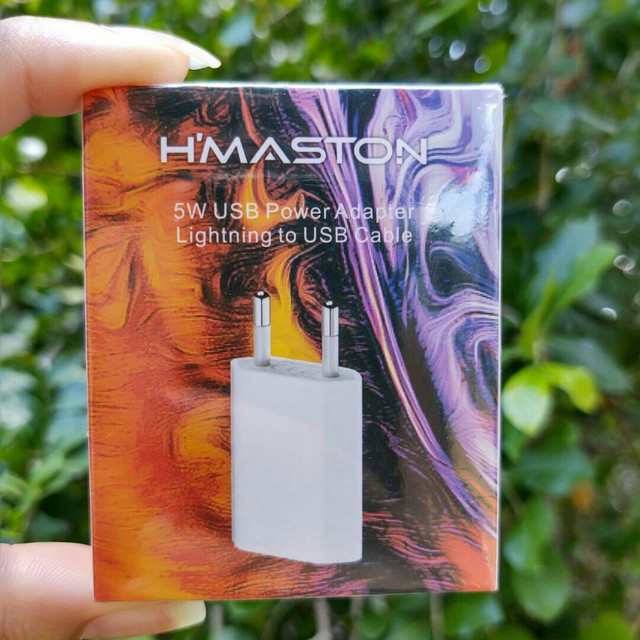 H'MASTON
5W USB Power Adapter
Lightning to USB Cable